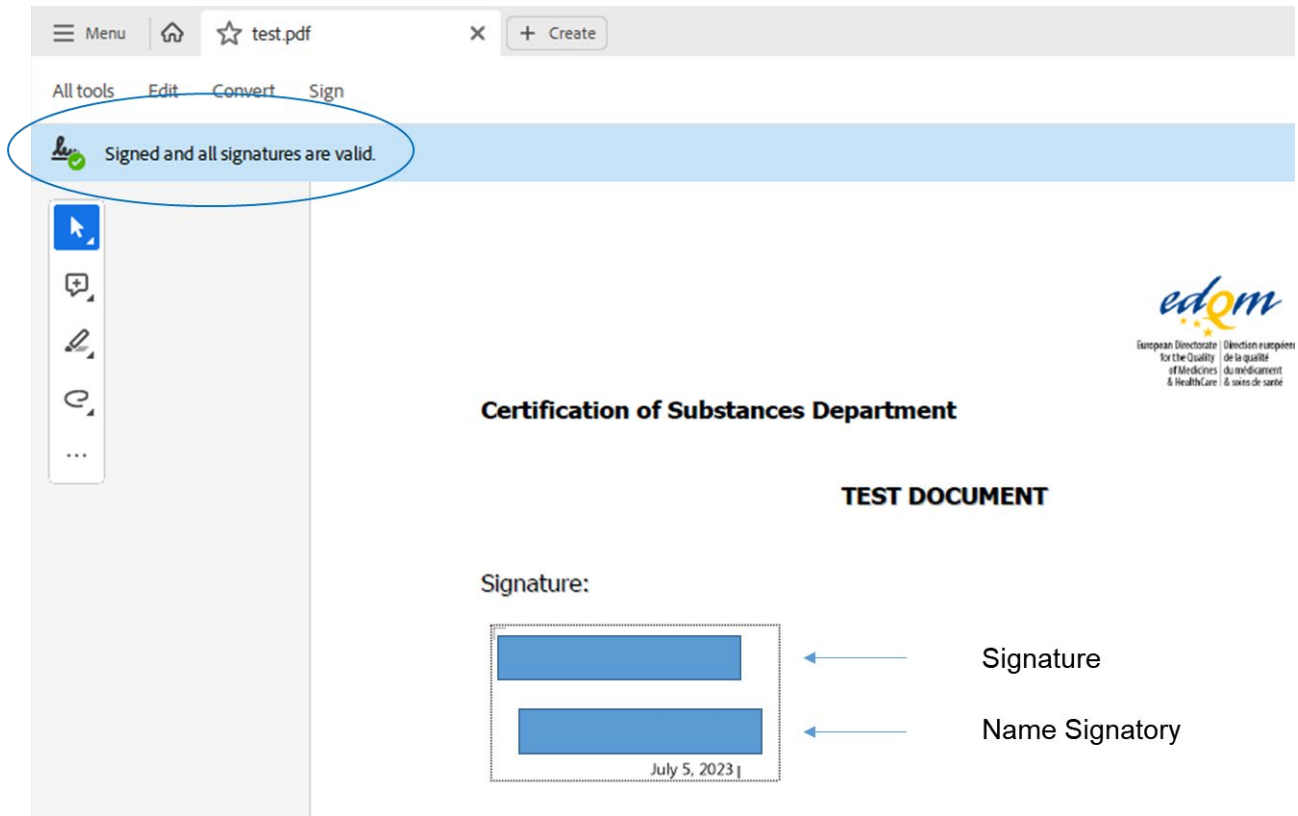 Menu test.pdf Create
All tools Edit Convert Sign
Signed and all signatures are valid.
edqm
European Directorate | Direction européenne
for the Quality | de la qualité
of Medicines | du médicament
& HealthCare | & soins de santé
Certification of Substances Department
TEST DOCUMENT
Signature:
Signature
Name Signatory
July 5, 2023